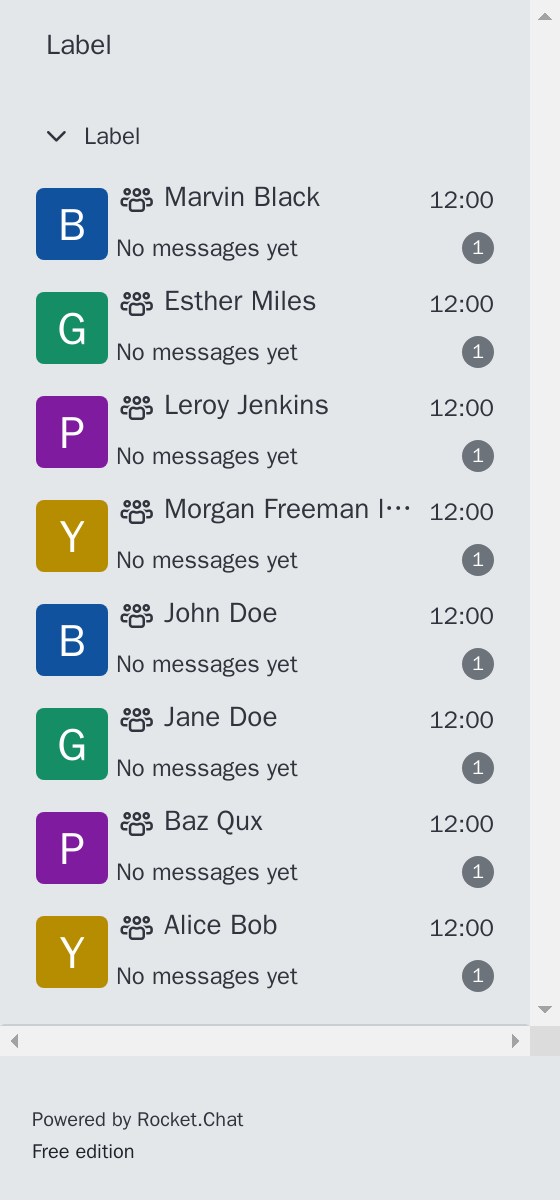 Label
Label
B Marvin Black 12:00
No messages yet 1
G Esther Miles 12:00
No messages yet 1
P Leroy Jenkins 12:00
No messages yet 1
Y Morgan Freeman I··· 12:00
No messages yet 1
B John Doe 12:00
No messages yet 1
G Jane Doe 12:00
No messages yet 1
P Baz Qux 12:00
No messages yet 1
Y Alice Bob 12:00
No messages yet 1
Powered by Rocket.Chat
Free edition